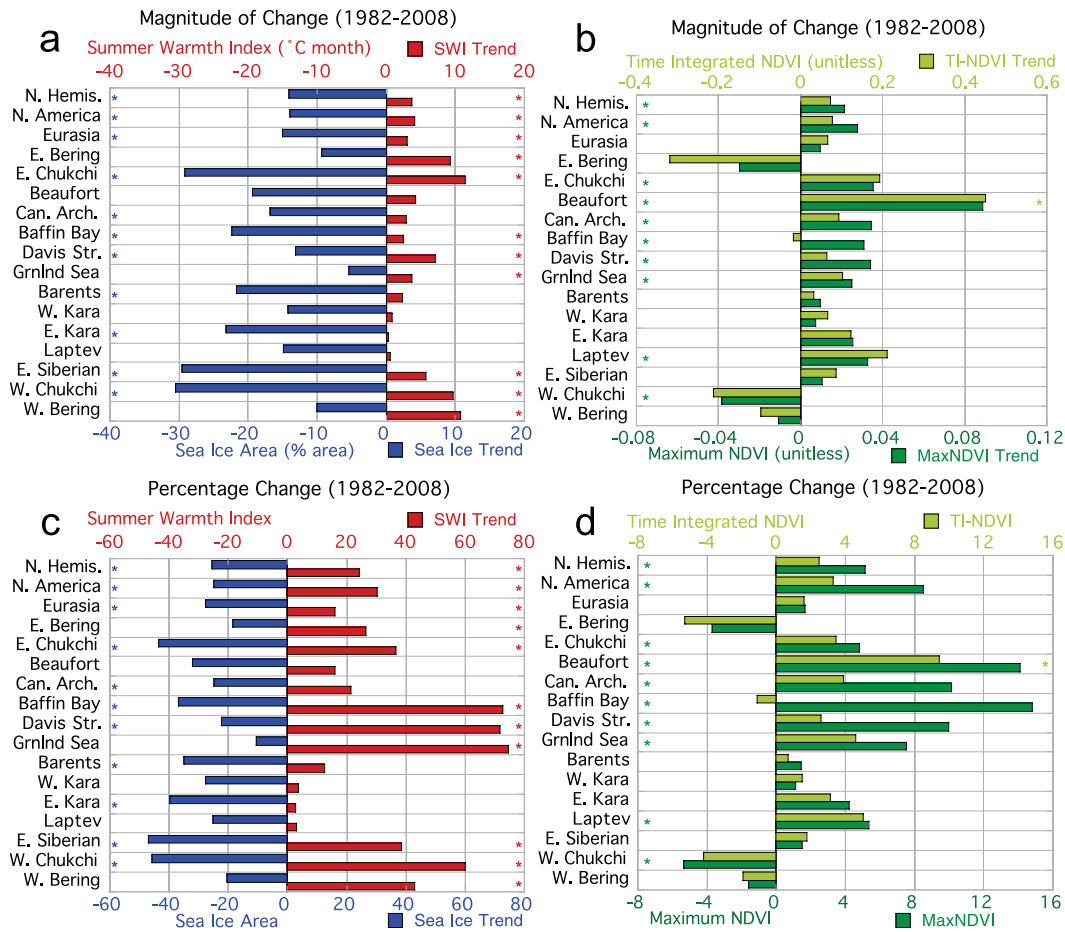 a
Magnitude of Change (1982-2008)
Summer Warmth Index (˚C month) SWI Trend
-40 -30 -20 -10 0 10 20
N. Hemis. * *
N. America * *
Eurasia * *
E. Bering *
E. Chukchi * *
Beaufort
Can. Arch. *
Baffin Bay * *
Davis Str. * *
Grnlnd Sea *
Barents *
W. Kara
E. Kara *
Laptev
E. Siberian * *
W. Chukchi * *
W. Bering *
-40 -30 -20 -10 0 10 20
Sea Ice Area (% area) Sea Ice Trend
b
Magnitude of Change (1982-2008)
Time Integrated NDVI (unitless) TI-NDVI Trend
-0.4 -0.2 0 0.2 0.4 0.6
N. Hemis. *
N. America *
Eurasia
E. Bering
E. Chukchi *
Beaufort * *
Can. Arch. *
Baffin Bay *
Davis Str. *
Grnlnd Sea *
Barents
W. Kara
E. Kara
Laptev *
E. Siberian
W. Chukchi *
W. Bering
-0.08 -0.04 0 0.04 0.08 0.12
Maximum NDVI (unitless) MaxNDVI Trend
c
Percentage Change (1982-2008)
Summer Warmth Index SWI Trend
-60 -40 -20 0 20 40 60 80
N. Hemis. * *
N. America * *
Eurasia * *
E. Bering *
E. Chukchi * *
Beaufort
Can. Arch. *
Baffin Bay * *
Davis Str. * *
Grnlnd Sea *
Barents *
W. Kara
E. Kara *
Laptev
E. Siberian * *
W. Chukchi * *
W. Bering *
-60 -40 -20 0 20 40 60 80
Sea Ice Area Sea Ice Trend
d
Percentage Change (1982-2008)
Time Integrated NDVI TI-NDVI
-8 -4 0 4 8 12 16
N. Hemis. *
N. America *
Eurasia
E. Bering
E. Chukchi *
Beaufort * *
Can. Arch. *
Baffin Bay *
Davis Str. *
Grnlnd Sea *
Barents
W. Kara
E. Kara
Laptev *
E. Siberian
W. Chukchi *
W. Bering
-8 -4 0 4 8 12 16
Maximum NDVI MaxNDVI